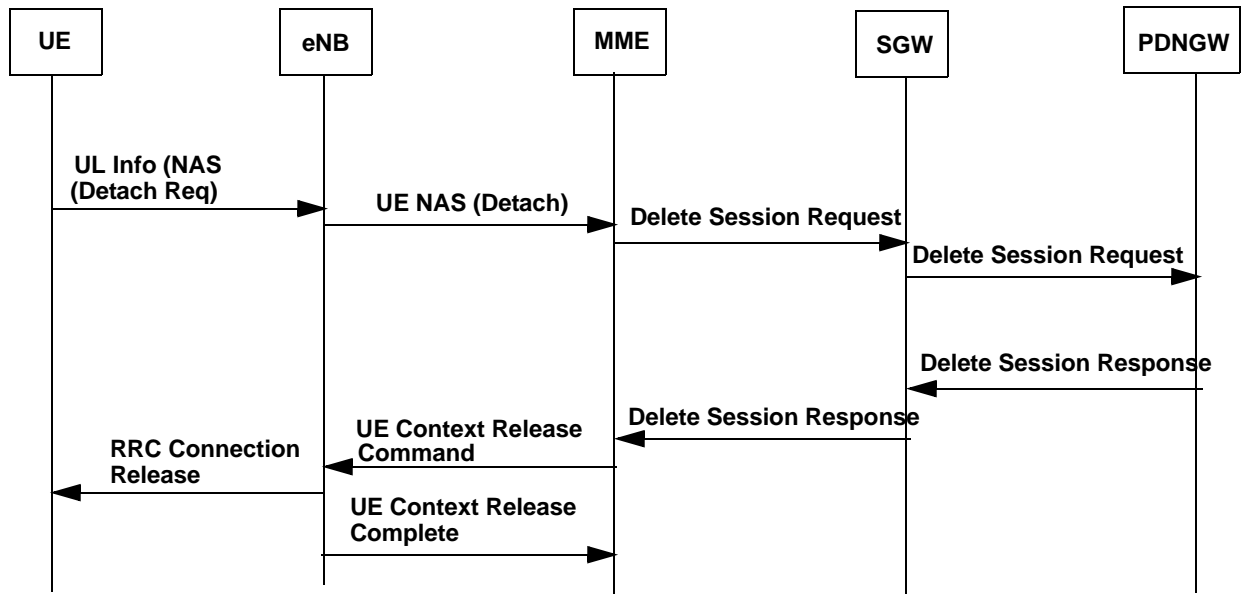 UE
eNB
MME
SGW
PDNGW
UL Info (NAS
(Detach Req)
UE NAS (Detach)
Delete Session Request
Delete Session Request
Delete Session Response
Delete Session Response
UE Context Release
Command
RRC Connection
Release
UE Context Release
Complete